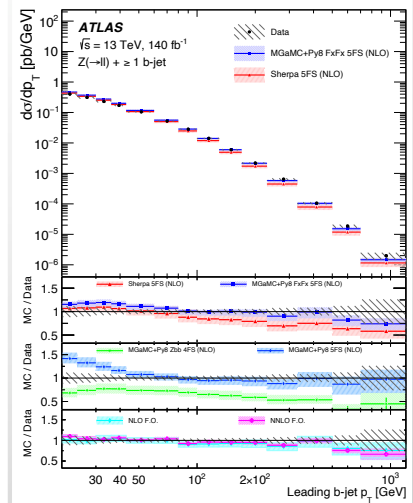 ATLAS
√s = 13 TeV, 140 fb⁻¹
Z(→ll) + ≥ 1 b-jet
Data
MGaMC+Py8 FxFx 5FS (NLO)
Sherpa 5FS (NLO)
dσ/dp_T [pb/GeV]
10²
10
1
10⁻¹
10⁻²
10⁻³
10⁻⁴
10⁻⁵
10⁻⁶
MC / Data
1.5
1
0.5
Sherpa 5FS (NLO) MGaMC+Py8 FxFx 5FS (NLO)
MC / Data
1.5
1
0.5
MGaMC+Py8 Zbb 4FS (NLO) MGaMC+Py8 5FS (NLO)
MC / Data
1.5
1
0.5
NLO F.O. NNLO F.O.
30 40 50 10² 2×10² 10³
Leading b-jet p_T [GeV]